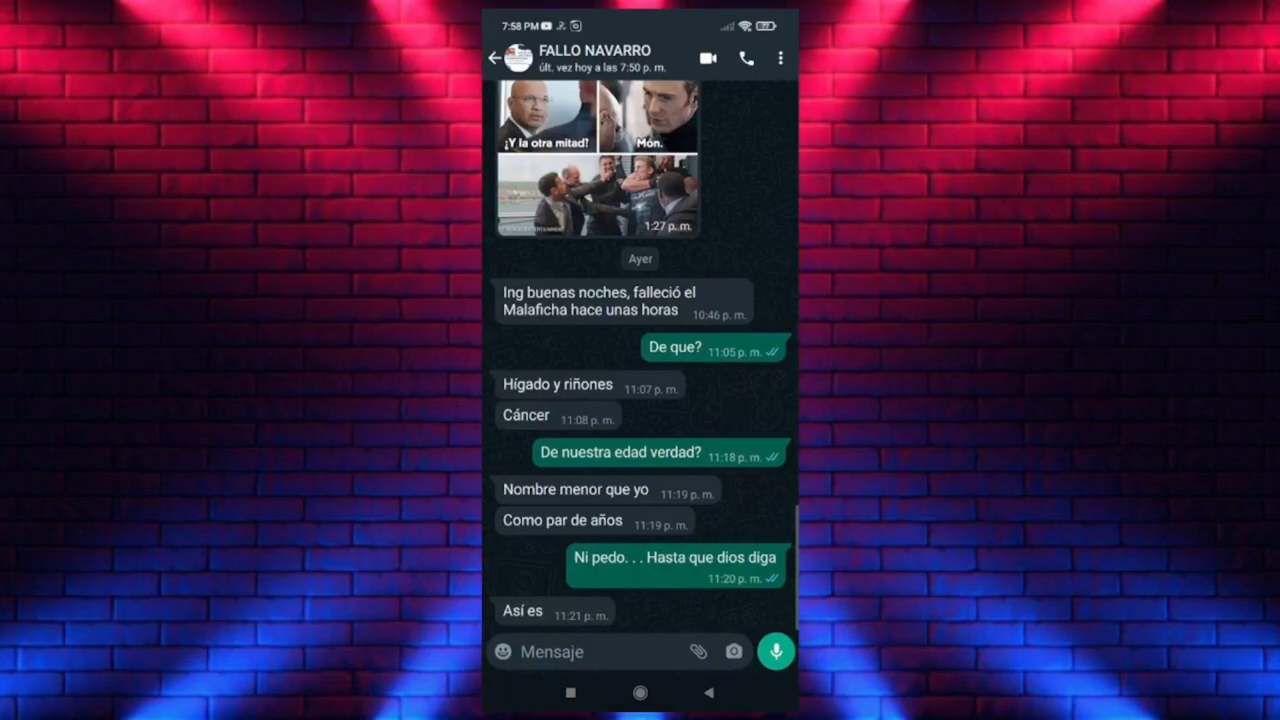 7:58 PM
77
FALLO NAVARRO
últ. vez hoy a las 7:50 p. m.
¿Y la otra mitad?
Món.
1:27 p. m.
Ayer
Ing buenas noches, falleció el
Malaficha hace unas horas
10:46 p. m.
De que?
11:05 p. m.
Hígado y riñones
11:07 p. m.
Cáncer
11:08 p. m.
De nuestra edad verdad?
11:18 p. m.
Nombre menor que yo
11:19 p. m.
Como par de años
11:19 p. m.
Ni pedo. . . Hasta que dios diga
11:20 p. m.
Así es
11:21 p. m.
Mensaje